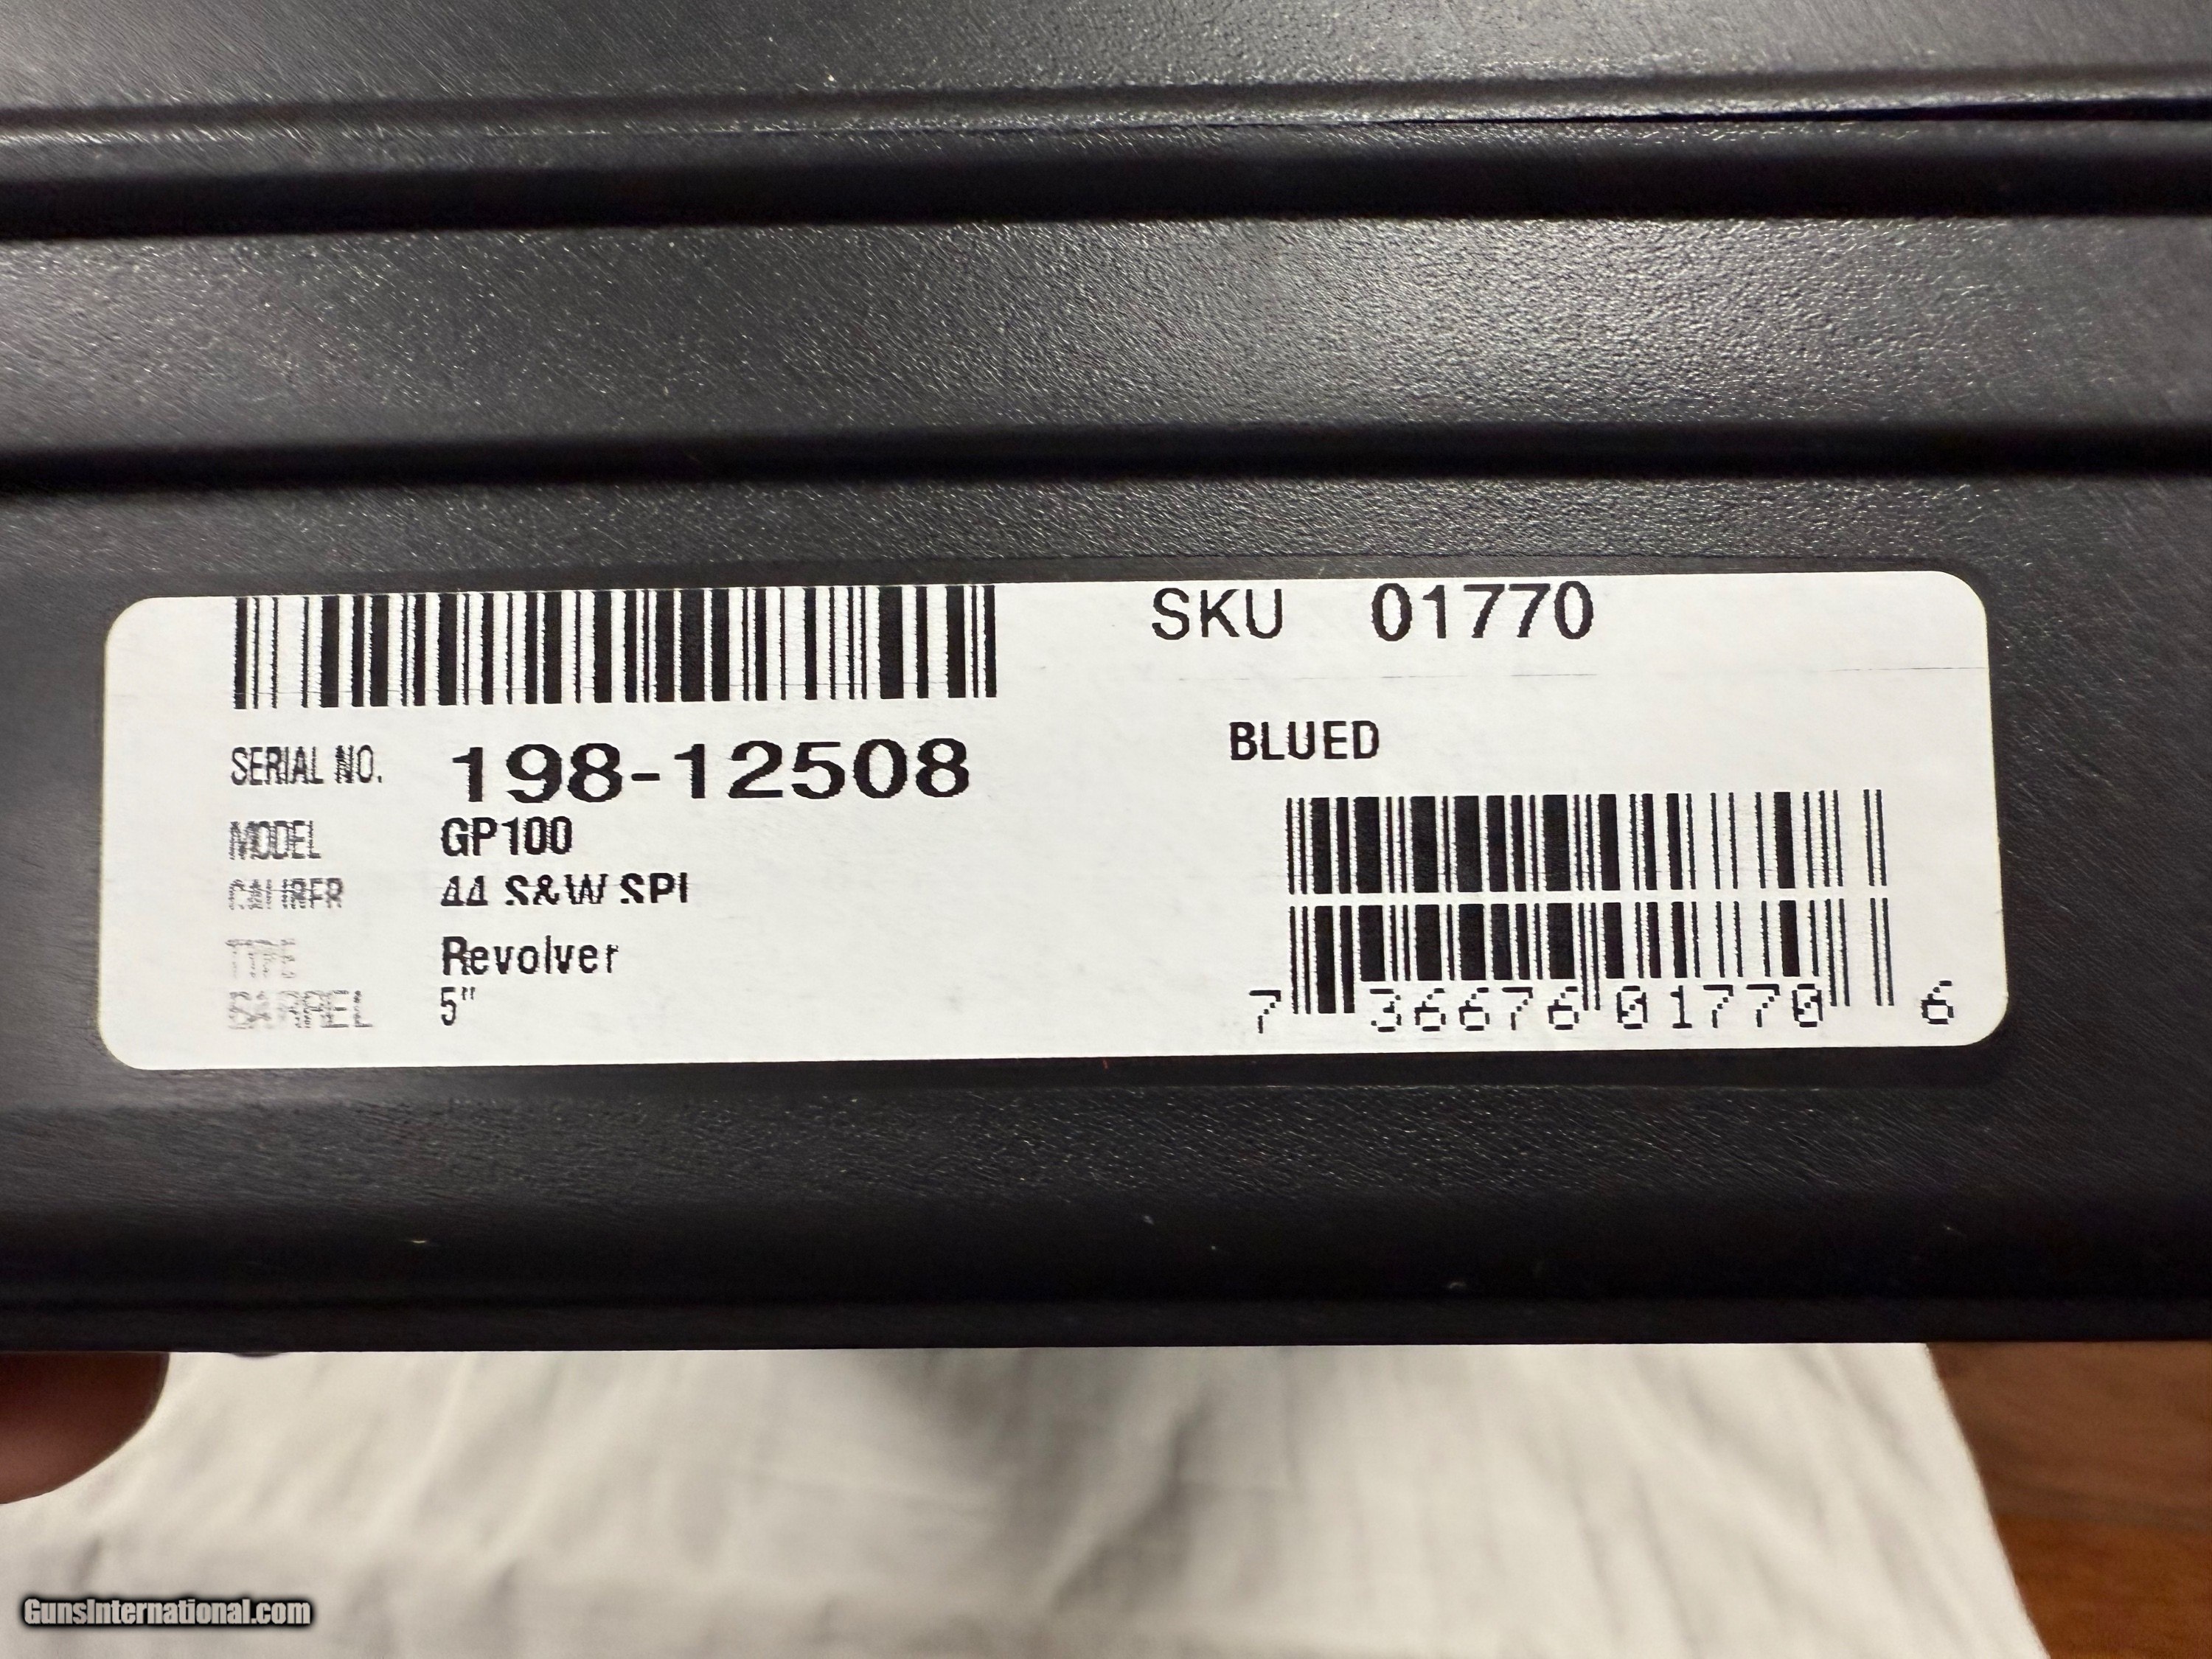 SKU 01770
SERIAL NO. 198-12508
BLUED
MODEL GP100
CALIBER 44 S&W SPL
TYPE Revolver
BARREL 5"
7 36676 01770 6
GunsInternational.com